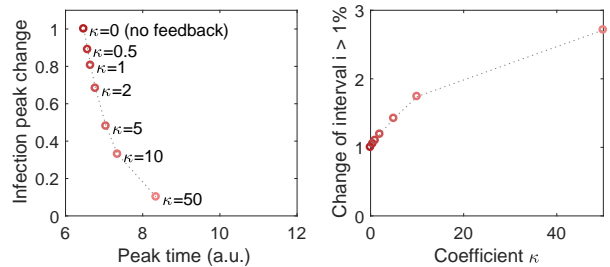 Infection peak change
1
0.8
0.6
0.4
0.2
0
κ=0 (no feedback)
κ=0.5
κ=1
κ=2
κ=5
κ=10
κ=50
6
8
10
12
Peak time (a.u.)
Change of interval i > 1%
3
2
1
0
0
20
40
Coefficient κ